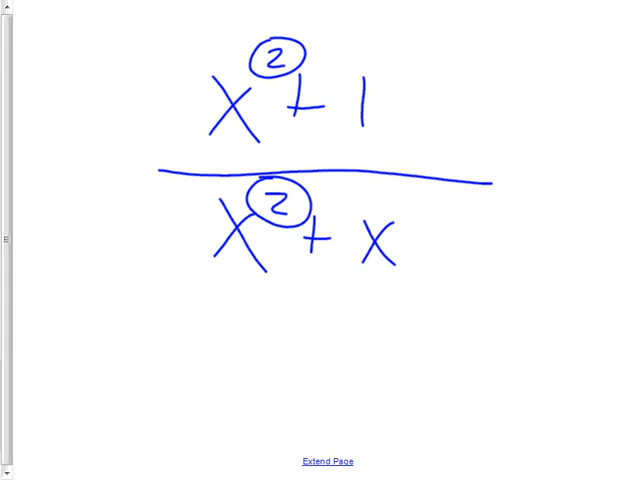 x² + 1
x² + x
Extend Page